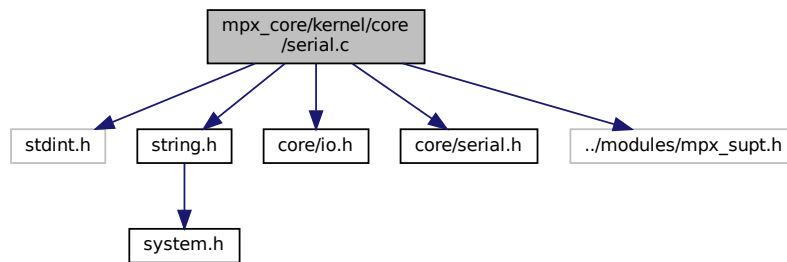 mpx_core/kernel/core
/serial.c
stdint.h
string.h
core/io.h
core/serial.h
../modules/mpx_supt.h
system.h